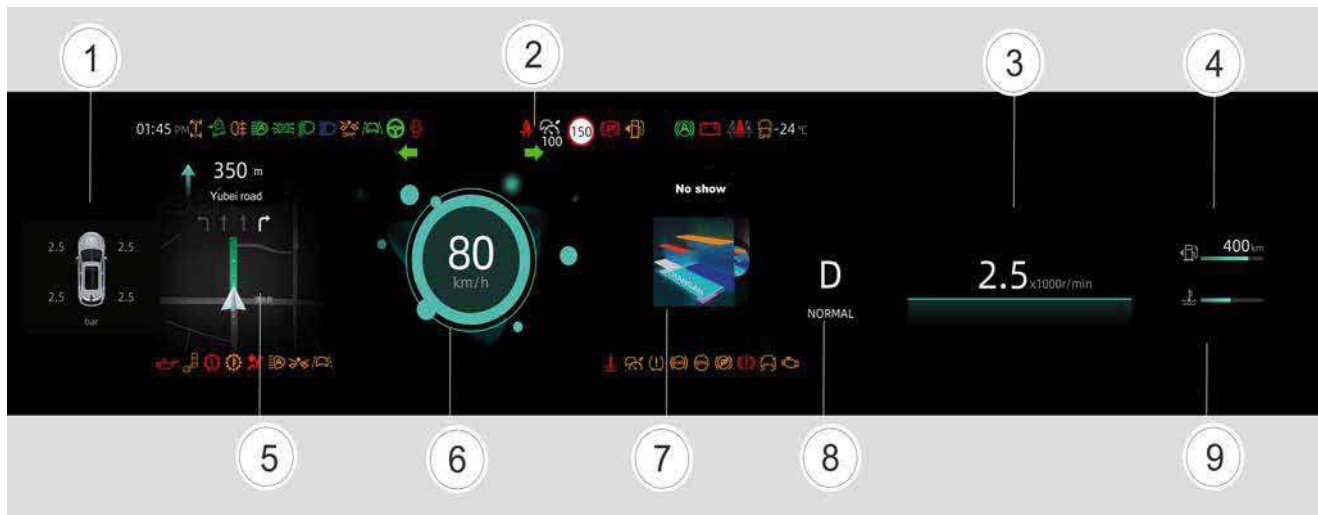 1
2
3
4
01:45 PM
OFF
100
150
-24 ℃
350 m
Yubei road
No show
2.5 2.5
2.5 2.5
bar
80
km/h
CHANGAN
D
NORMAL
2.5 x1000r/min
400 km
5
6
7
8
9